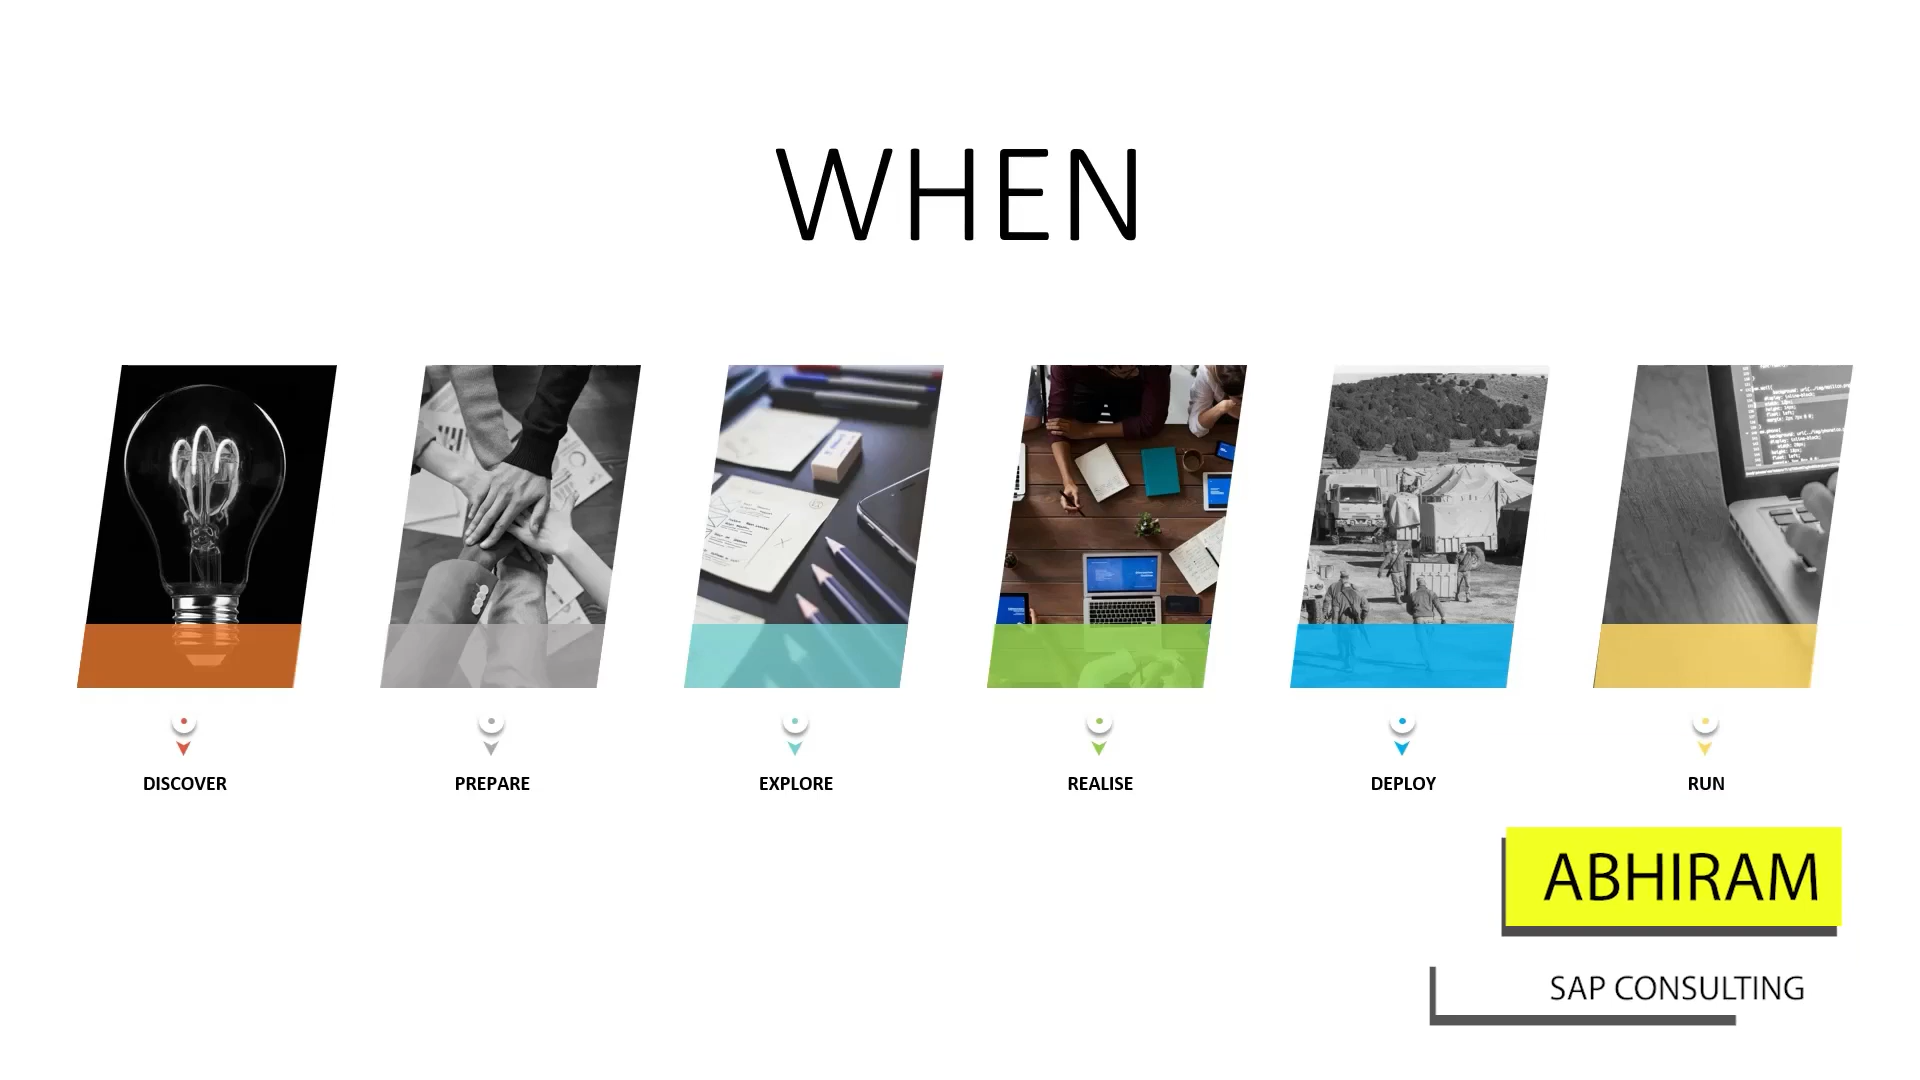 WHEN
DISCOVER
PREPARE
EXPLORE
REALISE
DEPLOY
RUN
ABHIRAM
SAP CONSULTING